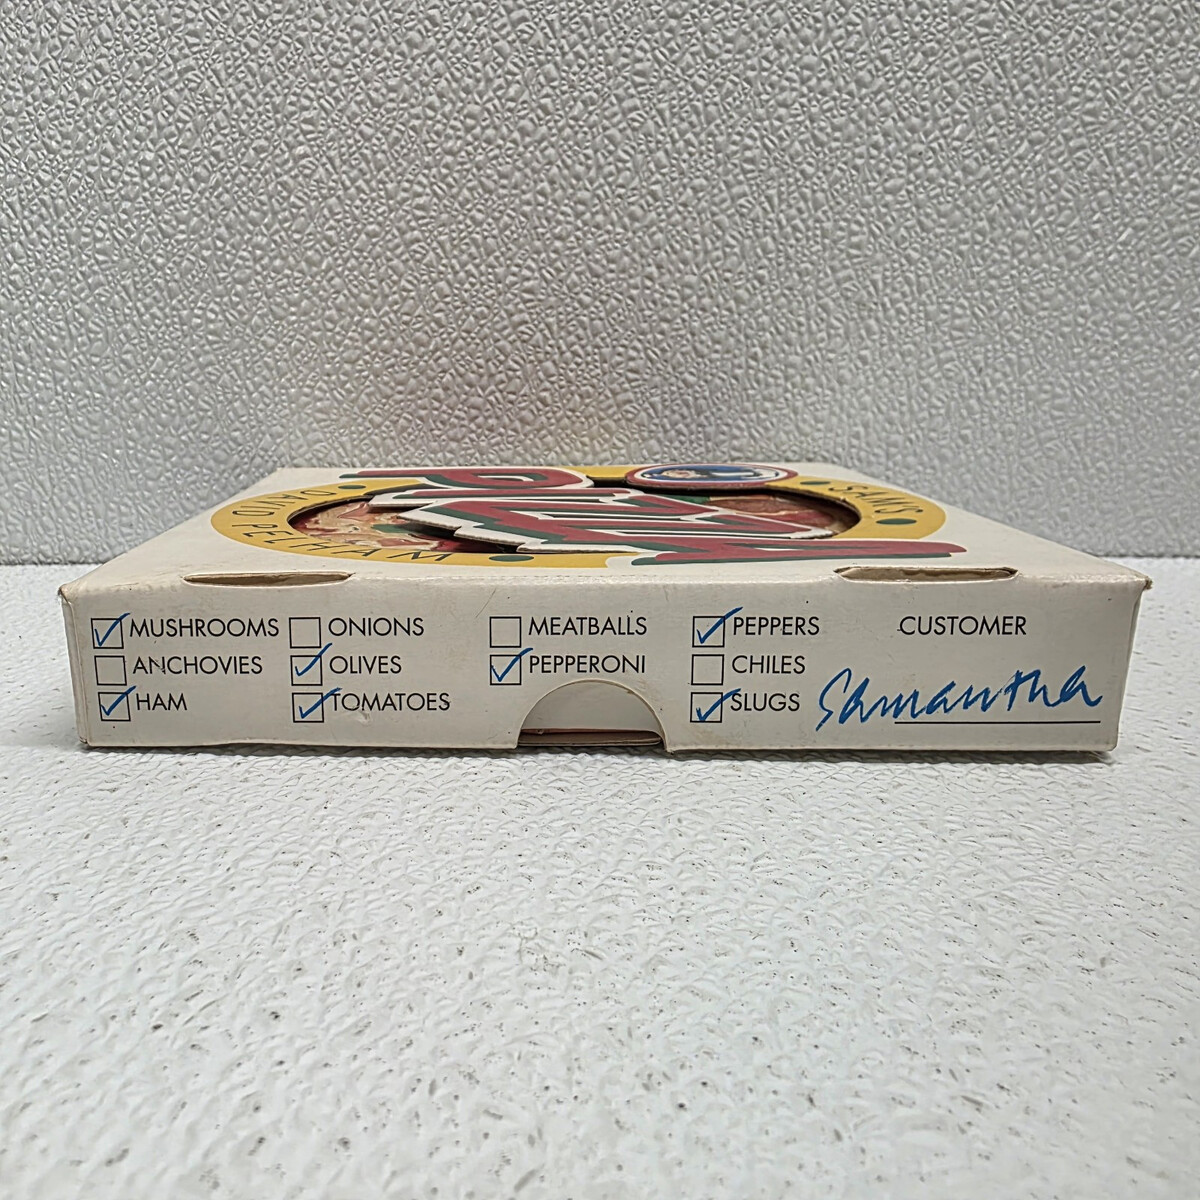 SAM'S
PIZZA
DAVID PELHAM
MUSHROOMS
ANCHOVIES
HAM
ONIONS
OLIVES
TOMATOES
MEATBALLS
PEPPERONI
PEPPERS
CHILES
SLUGS
CUSTOMER
Samantha